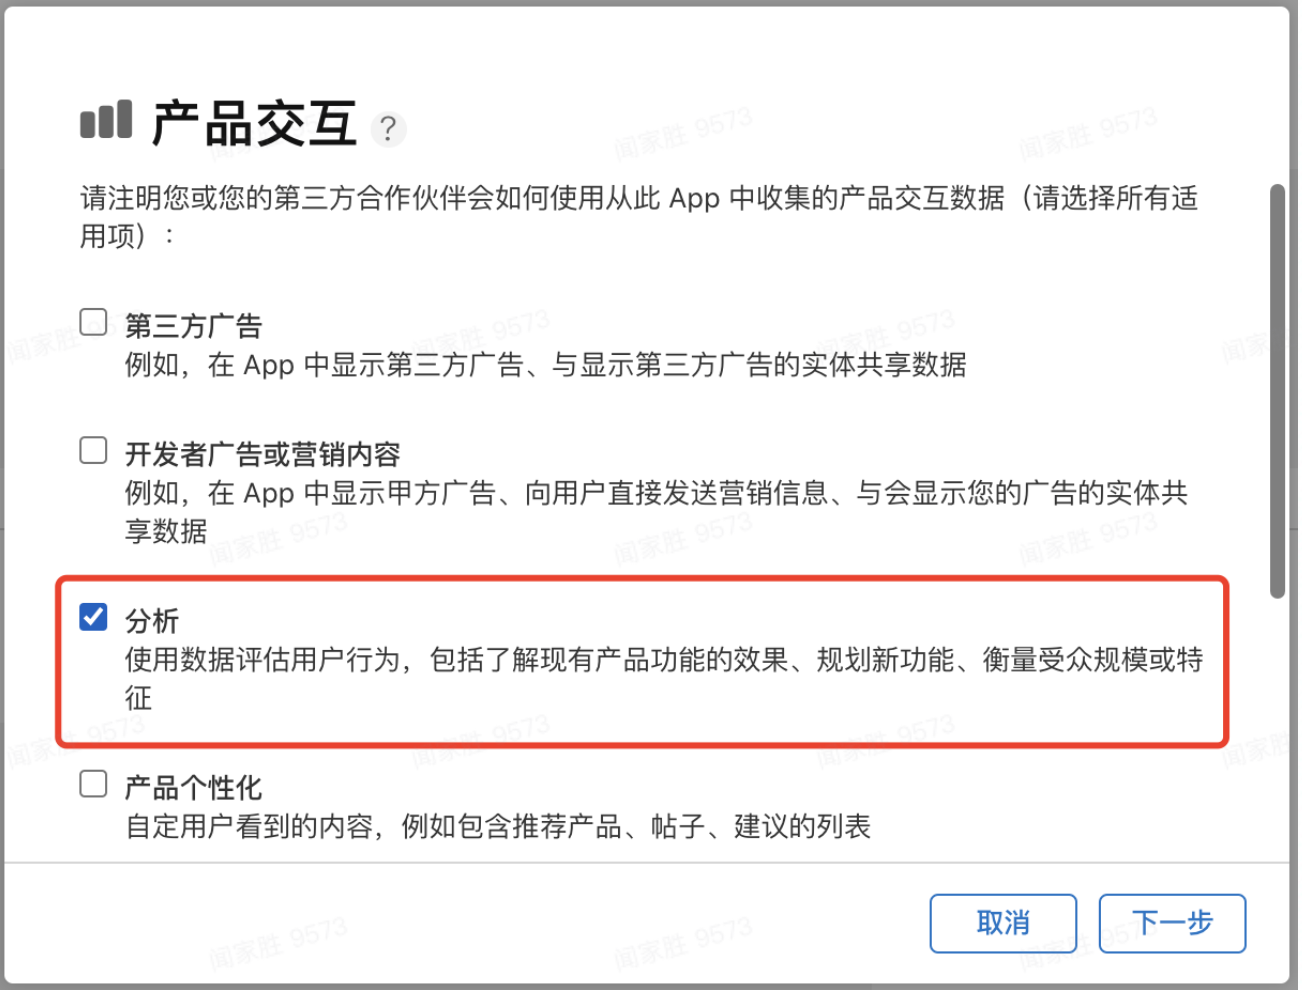 产品交互 ?
请注明您或您的第三方合作伙伴会如何使用从此 App 中收集的产品交互数据（请选择所有适
用项）：
第三方广告
例如，在 App 中显示第三方广告、与显示第三方广告的实体共享数据
开发者广告或营销内容
例如，在 App 中显示甲方广告、向用户直接发送营销信息、与会显示您的广告的实体共
享数据
分析
使用数据评估用户行为，包括了解现有产品功能的效果、规划新功能、衡量受众规模或特
征
产品个性化
自定用户看到的内容，例如包含推荐产品、帖子、建议的列表
取消
下一步
闻家胜 9573